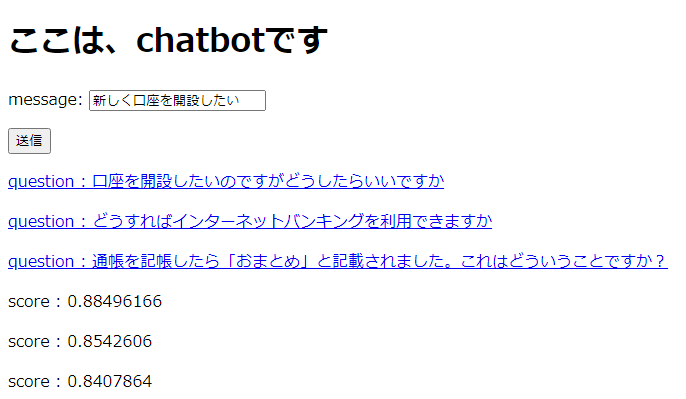 ここは、chatbotです
message: 新しく口座を開設したい
送信
question : 口座を開設したいのですがどうしたらいいですか
question : どうすればインターネットバンキングを利用できますか
question : 通帳を記帳したら「おまとめ」と記載されました。これはどういうことですか？
score : 0.88496166
score : 0.8542606
score : 0.8407864